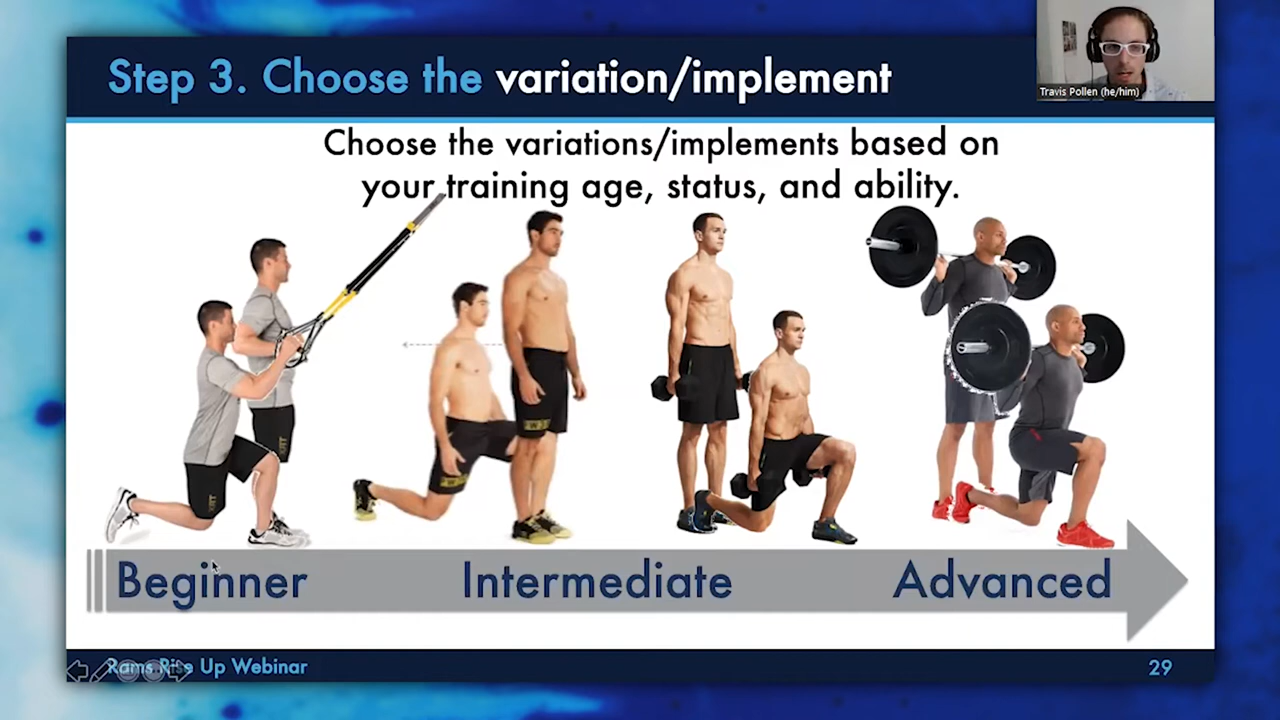 Step 3. Choose the variation/implement
Travis Pollen (he/him)
Choose the variations/implements based on
your training age, status, and ability.
Beginner
Intermediate
Advanced
Rams Rise Up Webinar
29